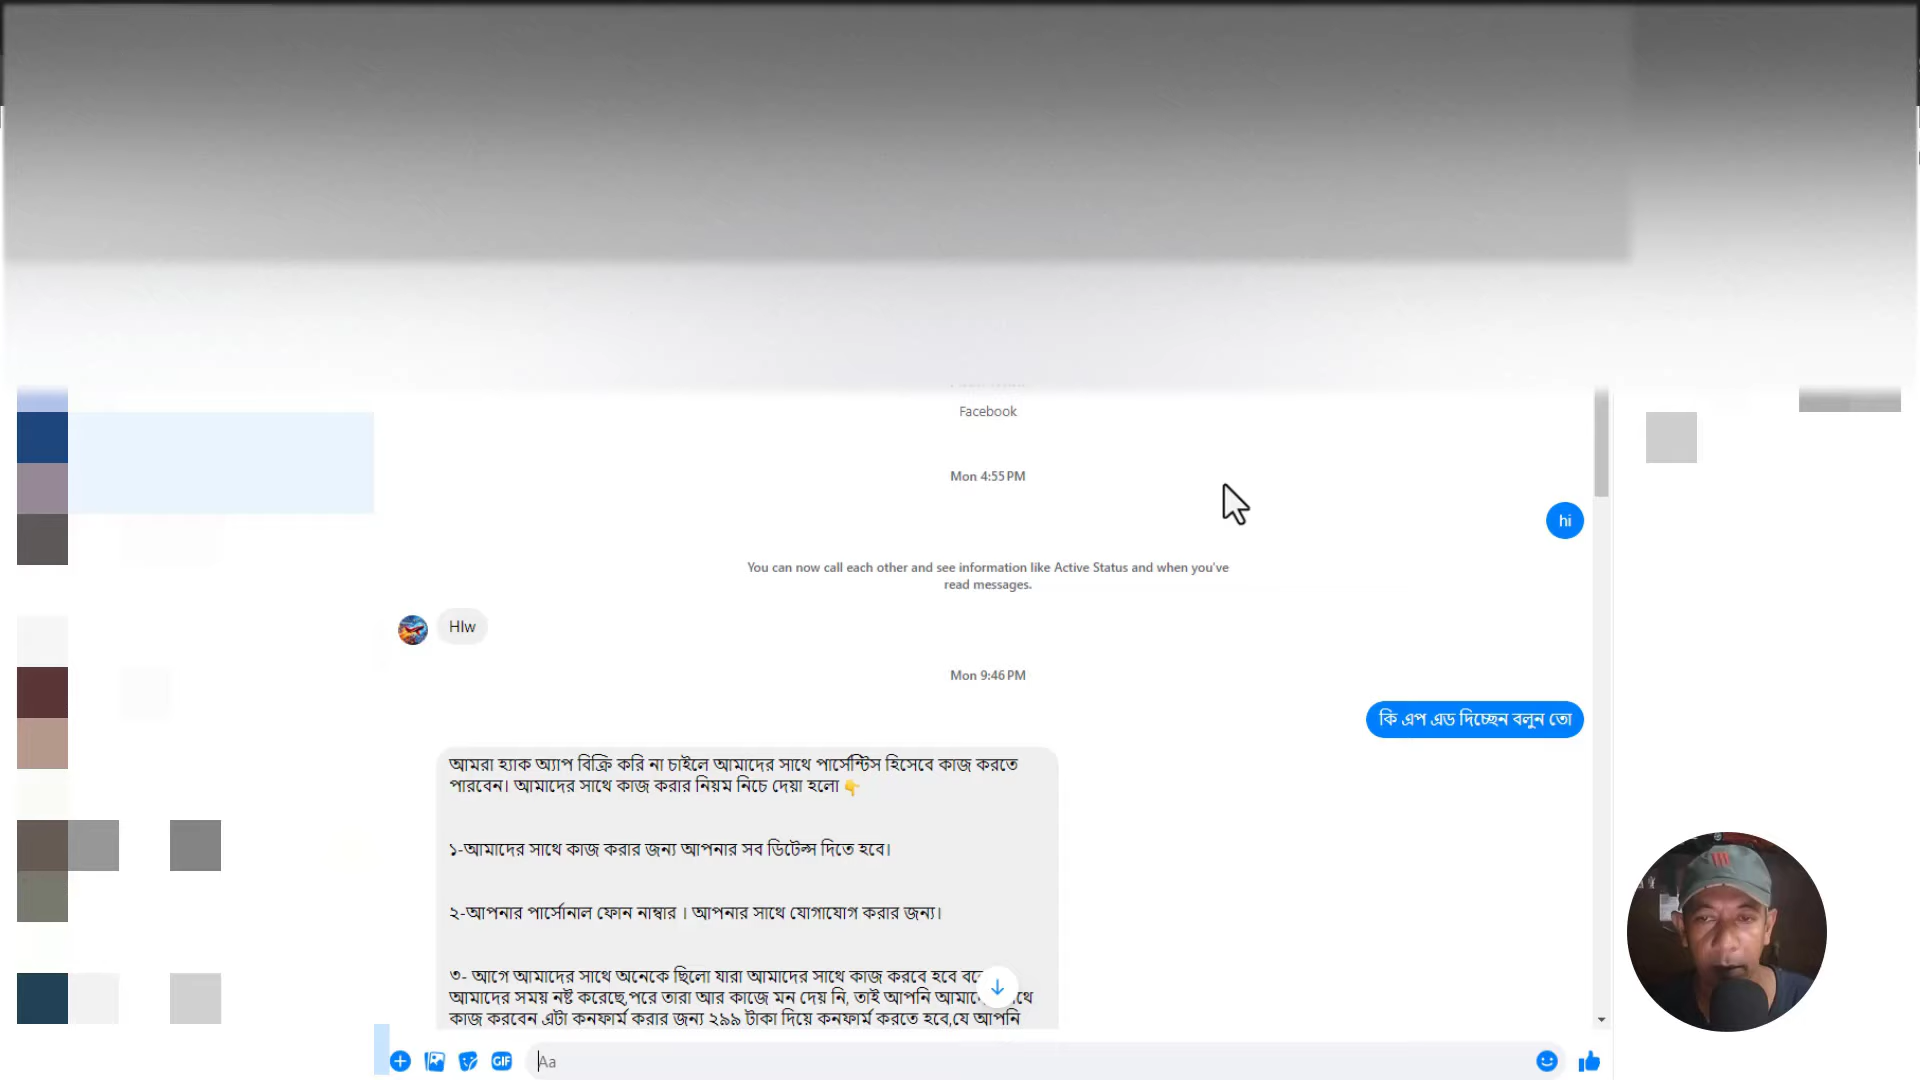 Facebook
Mon 4:55 PM
hi
You can now call each other and see information like Active Status and when you've
read messages.
Hlw
Mon 9:46 PM
কি এপ এড দিচ্ছেন বলুন তো
আমরা হ্যাক অ্যাপ বিক্রি করি না চাইলে আমাদের সাথে পার্সেন্টিস হিসেবে কাজ করতে
পারবেন। আমাদের সাথে কাজ করার নিয়ম নিচে দেয়া হলো 👇
১-আমাদের সাথে কাজ করার জন্য আপনার সব ডিটেল্স দিতে হবে।
২-আপনার পার্সোনাল ফোন নাম্বার । আপনার সাথে যোগাযোগ করার জন্য।
৩- আগে আমাদের সাথে অনেকে ছিলো যারা আমাদের সাথে কাজ করবে হবে
আমাদের সময় নষ্ট করেছে,পরে তারা আর কাজে মন দেয় নি, তাই আপনি
কাজ করবেন এটা কনফার্ম করার জন্য ২৯৯ টাকা দিয়ে কনফার্ম করতে হবে,যে আপনি
GIF
Aa